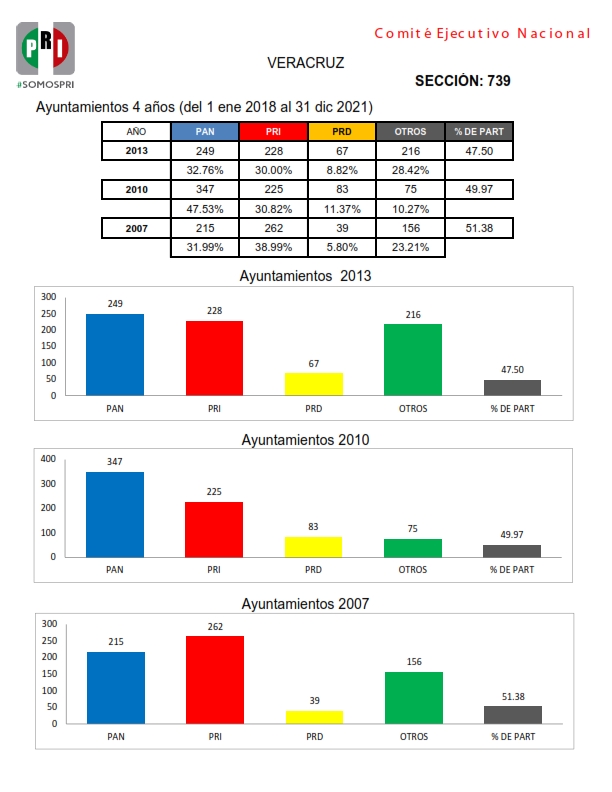 Comité Ejecutivo Nacional
PRI
#SOMOSPRI
VERACRUZ
SECCIÓN: 739
Ayuntamientos 4 años (del 1 ene 2018 al 31 dic 2021)
AÑO PAN PRI PRD OTROS % DE PART
2013 249 228 67 216 47.50
32.76% 30.00% 8.82% 28.42%
2010 347 225 83 75 49.97
47.53% 30.82% 11.37% 10.27%
2007 215 262 39 156 51.38
31.99% 38.99% 5.80% 23.21%
Ayuntamientos 2013
300
250
200
150
100
50
0
249 228 67 216 47.50
PAN PRI PRD OTROS % DE PART
Ayuntamientos 2010
400
300
200
100
0
347 225 83 75 49.97
PAN PRI PRD OTROS % DE PART
Ayuntamientos 2007
300
250
200
150
100
50
0
215 262 39 156 51.38
PAN PRI PRD OTROS % DE PART